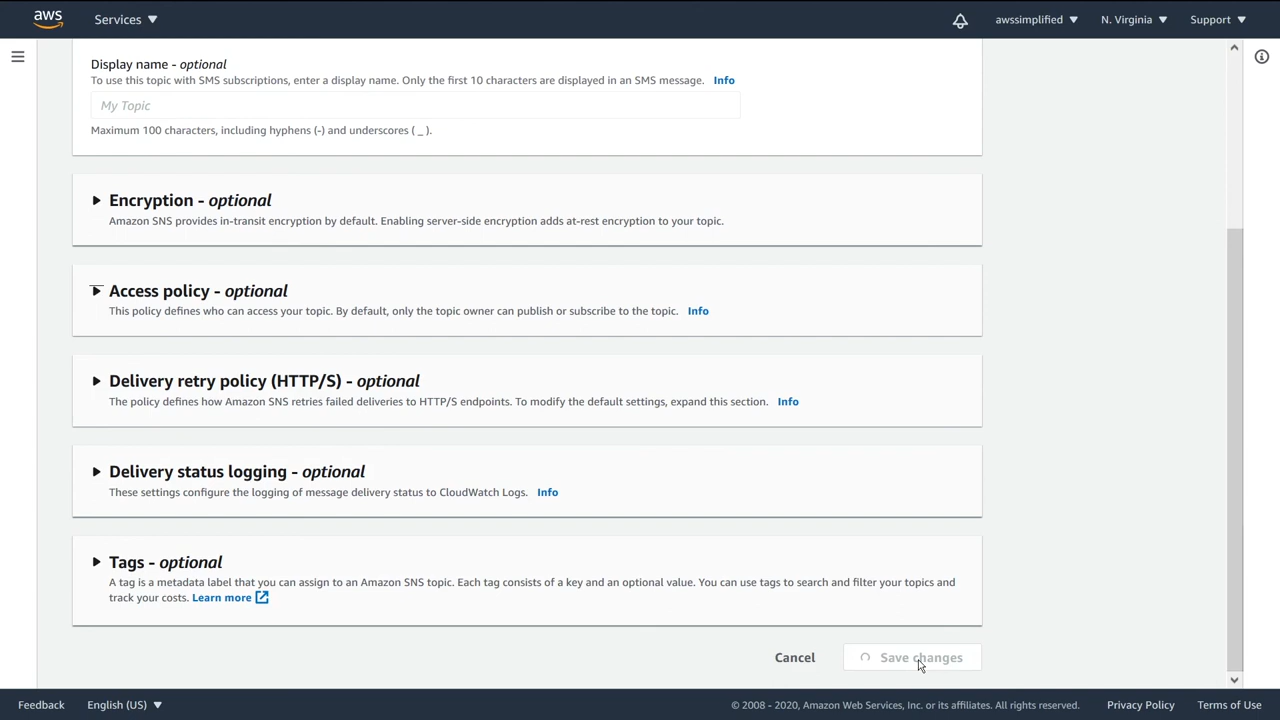 aws
Services
awssimplified
N. Virginia
Support
Display name - optional
To use this topic with SMS subscriptions, enter a display name. Only the first 10 characters are displayed in an SMS message. Info
My Topic
Maximum 100 characters, including hyphens (-) and underscores ( _ ).
Encryption - optional
Amazon SNS provides in-transit encryption by default. Enabling server-side encryption adds at-rest encryption to your topic.
Access policy - optional
This policy defines who can access your topic. By default, only the topic owner can publish or subscribe to the topic. Info
Delivery retry policy (HTTP/S) - optional
The policy defines how Amazon SNS retries failed deliveries to HTTP/S endpoints. To modify the default settings, expand this section. Info
Delivery status logging - optional
These settings configure the logging of message delivery status to CloudWatch Logs. Info
Tags - optional
A tag is a metadata label that you can assign to an Amazon SNS topic. Each tag consists of a key and an optional value. You can use tags to search and filter your topics and
track your costs. Learn more
Cancel
Save changes
Feedback
English (US)
© 2008 - 2020, Amazon Web Services, Inc. or its affiliates. All rights reserved.
Privacy Policy
Terms of Use